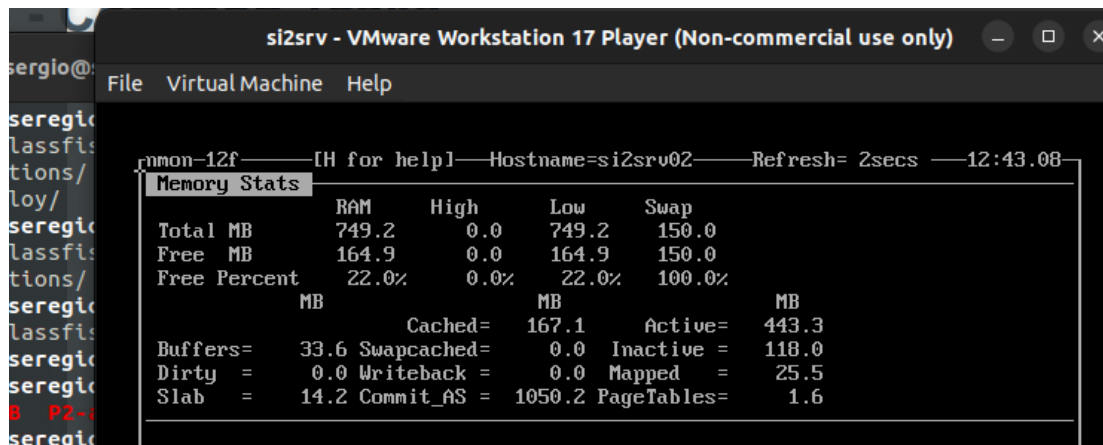 si2srv - VMware Workstation 17 Player (Non-commercial use only)
sergio@
File Virtual Machine Help
seregio
lassfis
tions/
loy/
seregio
lassfis
tions/
seregio
lassfis
seregio
seregio
B P2-
seregio
nmon-12f [H for help] Hostname=si2srv02 Refresh= 2secs 12:43.08
Memory Stats
RAM High Low Swap
Total MB 749.2 0.0 749.2 150.0
Free MB 164.9 0.0 164.9 150.0
Free Percent 22.0% 0.0% 22.0% 100.0%
MB MB MB
Cached= 167.1 Active= 443.3
Buffers= 33.6 Swapcached= 0.0 Inactive = 118.0
Dirty = 0.0 Writeback = 0.0 Mapped = 25.5
Slab = 14.2 Commit_AS = 1050.2 PageTables= 1.6